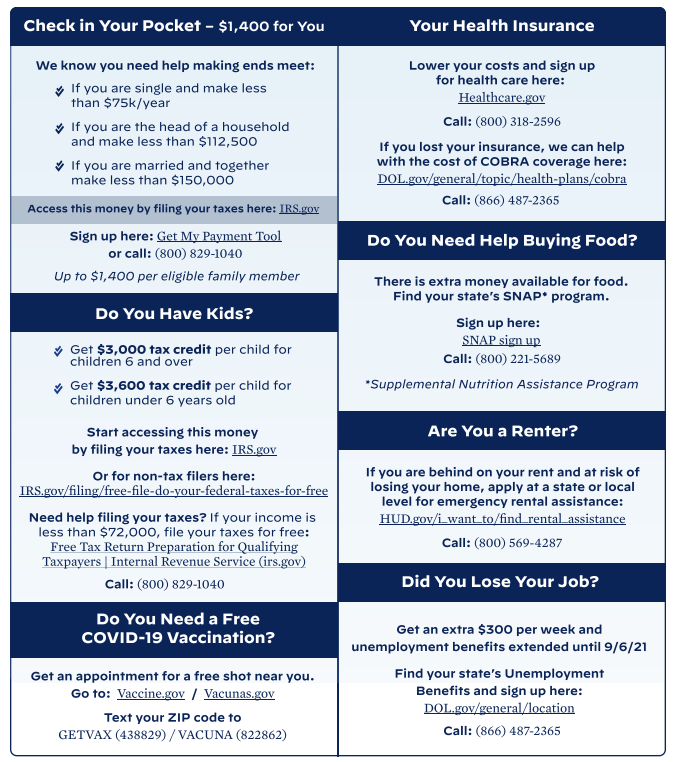 Check in Your Pocket – $1,400 for You
We know you need help making ends meet:
If you are single and make less
than $75k/year
If you are the head of a household
and make less than $112,500
If you are married and together
make less than $150,000
Access this money by filing your taxes here: IRS.gov
Sign up here: Get My Payment Tool
or call: (800) 829-1040
Up to $1,400 per eligible family member
Do You Have Kids?
Get $3,000 tax credit per child for
children 6 and over
Get $3,600 tax credit per child for
children under 6 years old
Start accessing this money
by filing your taxes here: IRS.gov
Or for non-tax filers here:
IRS.gov/filing/free-file-do-your-federal-taxes-for-free
Need help filing your taxes? If your income is
less than $72,000, file your taxes for free:
Free Tax Return Preparation for Qualifying
Taxpayers | Internal Revenue Service (irs.gov)
Call: (800) 829-1040
Do You Need a Free
COVID-19 Vaccination?
Get an appointment for a free shot near you.
Go to: Vaccine.gov / Vacunas.gov
Text your ZIP code to
GETVAX (438829) / VACUNA (822862)
Your Health Insurance
Lower your costs and sign up
for health care here:
Healthcare.gov
Call: (800) 318-2596
If you lost your insurance, we can help
with the cost of COBRA coverage here:
DOL.gov/general/topic/health-plans/cobra
Call: (866) 487-2365
Do You Need Help Buying Food?
There is extra money available for food.
Find your state's SNAP* program.
Sign up here:
SNAP sign up
Call: (800) 221-5689
*Supplemental Nutrition Assistance Program
Are You a Renter?
If you are behind on your rent and at risk of
losing your home, apply at a state or local
level for emergency rental assistance:
HUD.gov/i_want_to/find_rental_assistance
Call: (800) 569-4287
Did You Lose Your Job?
Get an extra $300 per week and
unemployment benefits extended until 9/6/21
Find your state's Unemployment
Benefits and sign up here:
DOL.gov/general/location
Call: (866) 487-2365